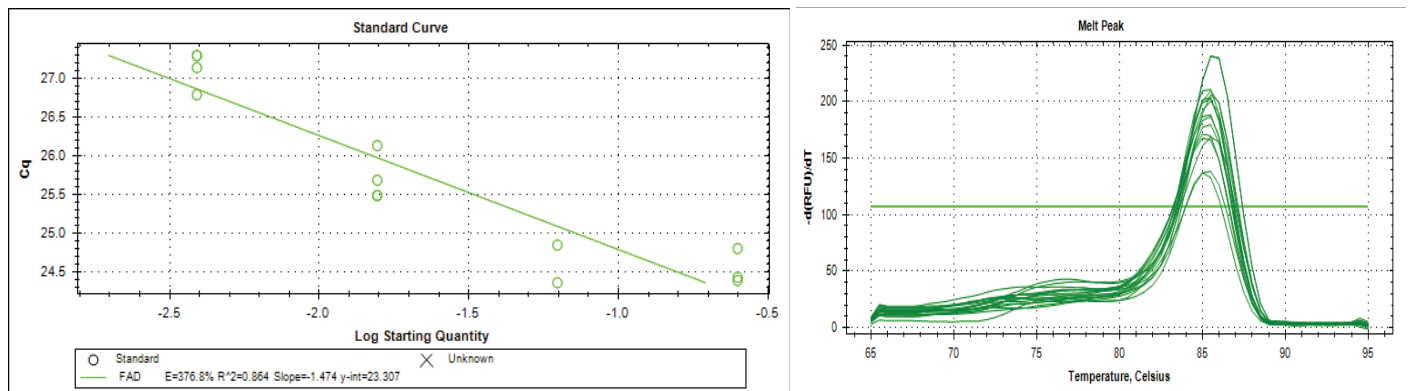 Standard Curve
27.0
26.5
26.0
25.5
25.0
24.5
Cq
-2.5 -2.0 -1.5 -1.0 -0.5
Log Starting Quantity
Standard Unknown
FAD E=376.8% R^2=0.864 Slope=-1.474 y-int=23.307
Melt Peak
250
200
150
100
50
0
-d(RFU)/dT
65 70 75 80 85 90 95
Temperature, Celsius